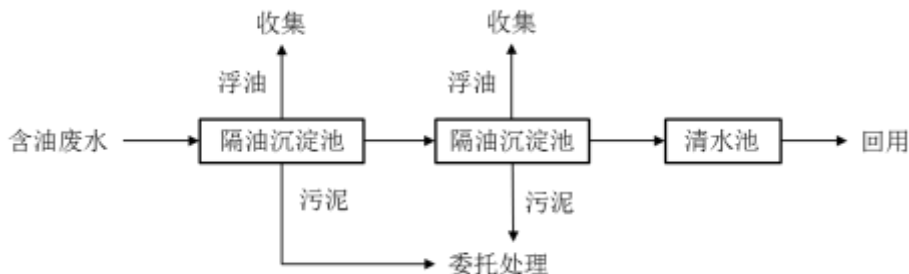 收集 收集
浮油 浮油
含油废水 隔油沉淀池 隔油沉淀池 清水池 回用
污泥 污泥
委托处理